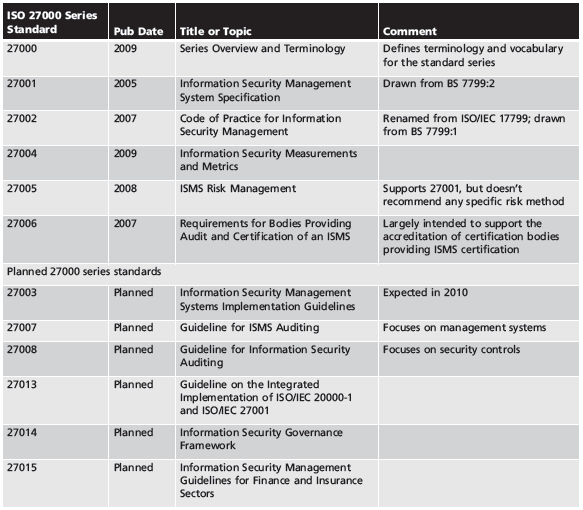 ISO 27000 Series
Standard Pub Date Title or Topic Comment
27000 2009 Series Overview and Terminology Defines terminology and vocabulary
for the standard series
27001 2005 Information Security Management Drawn from BS 7799:2
System Specification
27002 2007 Code of Practice for Information Renamed from ISO/IEC 17799; drawn
Security Management from BS 7799:1
27004 2009 Information Security Measurements
and Metrics
27005 2008 ISMS Risk Management Supports 27001, but doesn’t
recommend any specific risk method
27006 2007 Requirements for Bodies Providing Largely intended to support the
Audit and Certification of an ISMS accreditation of certification bodies
providing ISMS certification
Planned 27000 series standards
27003 Planned Information Security Management Expected in 2010
Systems Implementation Guidelines
27007 Planned Guideline for ISMS Auditing Focuses on management systems
27008 Planned Guideline for Information Security Focuses on security controls
Auditing
27013 Planned Guideline on the Integrated
Implementation of ISO/IEC 20000-1
and ISO/IEC 27001
27014 Planned Information Security Governance
Framework
27015 Planned Information Security Management
Guidelines for Finance and Insurance
Sectors